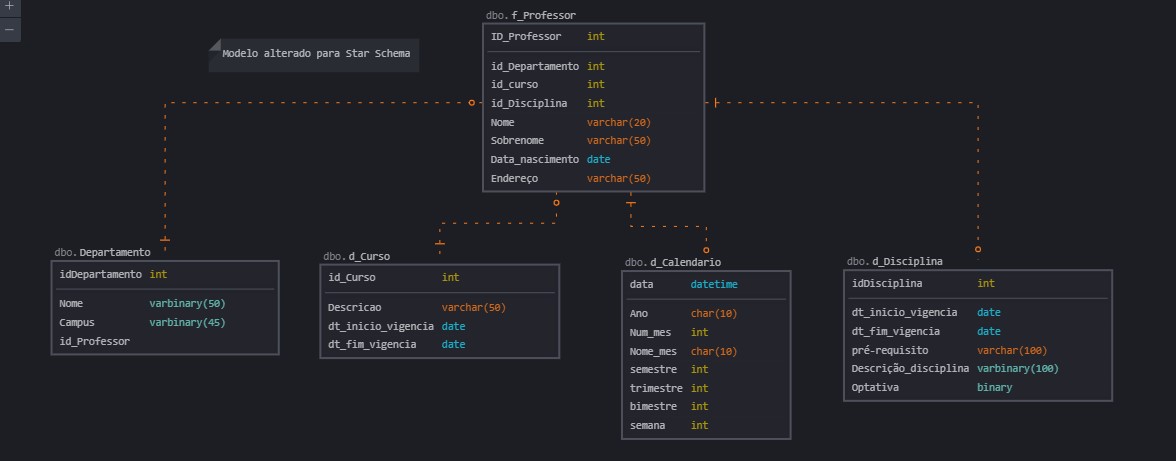 +
−
Modelo alterado para Star Schema
dbo. f_Professor
ID_Professor int
id_Departamento int
id_curso int
id_Disciplina int
Nome varchar(20)
Sobrenome varchar(50)
Data_nascimento date
Endereço varchar(50)
dbo. Departamento
idDepartamento int
Nome varbinary(50)
Campus varbinary(45)
id_Professor
dbo. d_Curso
id_Curso int
Descricao varchar(50)
dt_inicio_vigencia date
dt_fim_vigencia date
dbo. d_Calendario
data datetime
Ano char(10)
Num_mes int
Nome_mes char(10)
semestre int
trimestre int
bimestre int
semana int
dbo. d_Disciplina
idDisciplina int
dt_inicio_vigencia date
dt_fim_vigencia date
pré-requisito varchar(100)
Descrição_disciplina varbinary(100)
Optativa binary